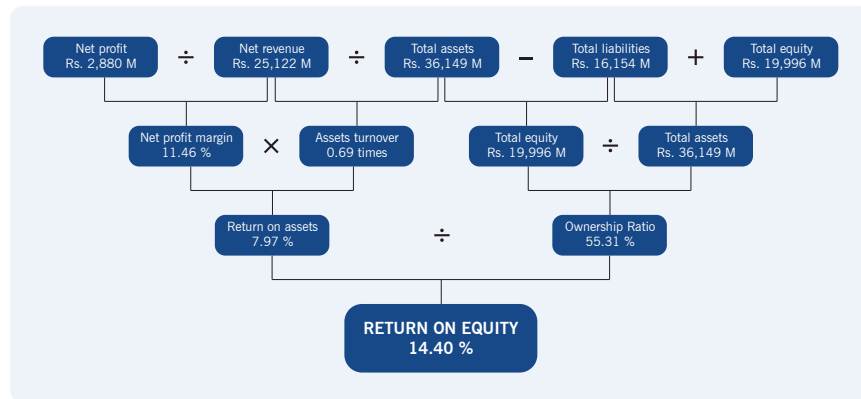 Net profit
Rs. 2,880 M
÷
Net revenue
Rs. 25,122 M
÷
Total assets
Rs. 36,149 M
–
Total liabilities
Rs. 16,154 M
+
Total equity
Rs. 19,996 M
Net profit margin
11.46 %
×
Assets turnover
0.69 times
Total equity
Rs. 19,996 M
÷
Total assets
Rs. 36,149 M
Return on assets
7.97 %
÷
Ownership Ratio
55.31 %
RETURN ON EQUITY
14.40 %